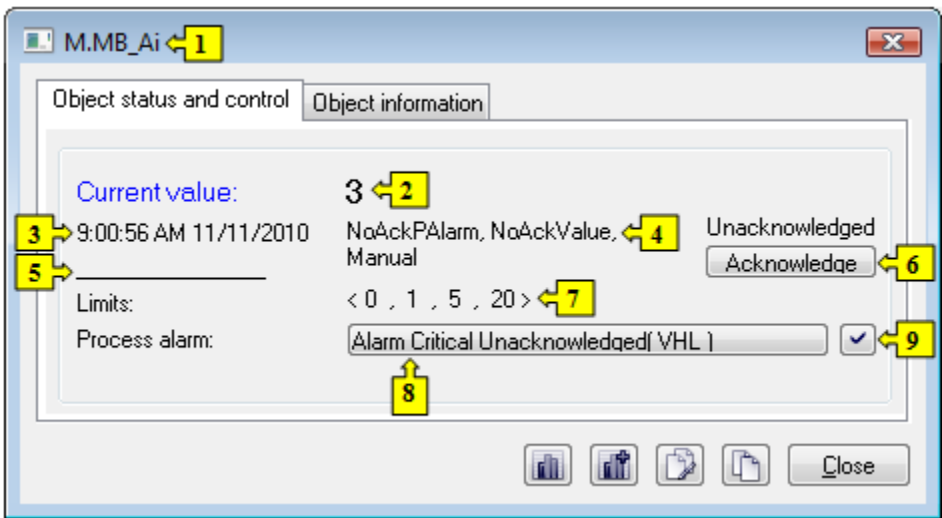 M.MB_Ai 1
Object status and control Object information
Current value: 3 2
3 9:00:56 AM 11/11/2010 NoAckPAlarm, NoAckValue, 4 Unacknowledged
Manual
5 Acknowledge 6
Limits: < 0 , 1 , 5 , 20 > 7
Process alarm: Alarm Critical Unacknowledged( VHL ) 9
8
Close